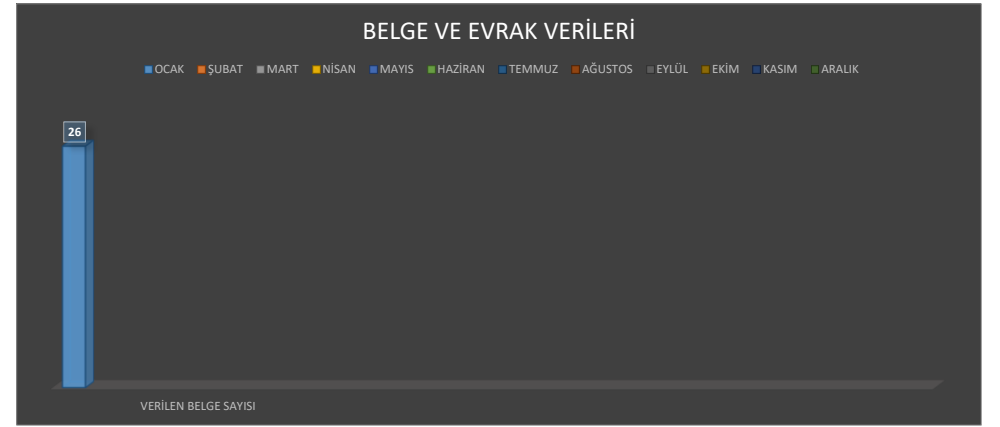 BELGE VE EVRAK VERİLERİ
OCAK ŞUBAT MART NİSAN MAYIS HAZİRAN TEMMUZ AĞUSTOS EYLÜL EKİM KASIM ARALIK
26
VERİLEN BELGE SAYISI